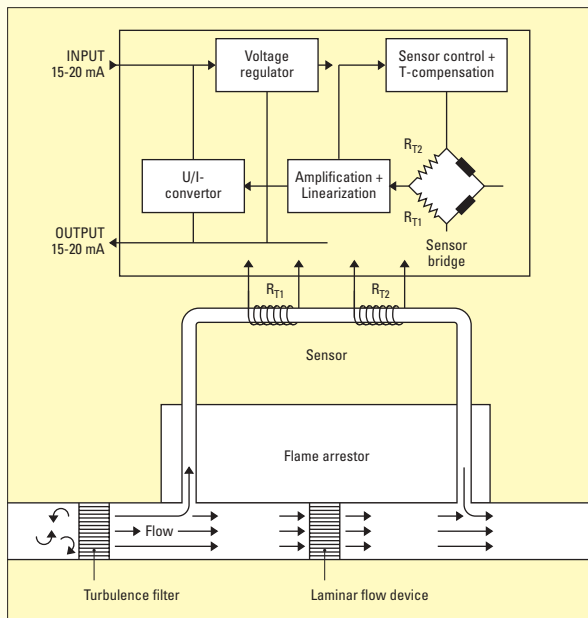 INPUT
15-20 mA
Voltage
regulator
Sensor control +
T-compensation
U/I-
convertor
Amplification +
Linearization
RT2
RT1
OUTPUT
15-20 mA
Sensor
bridge
RT1
RT2
Sensor
Flame arrestor
Flow
Turbulence filter
Laminar flow device